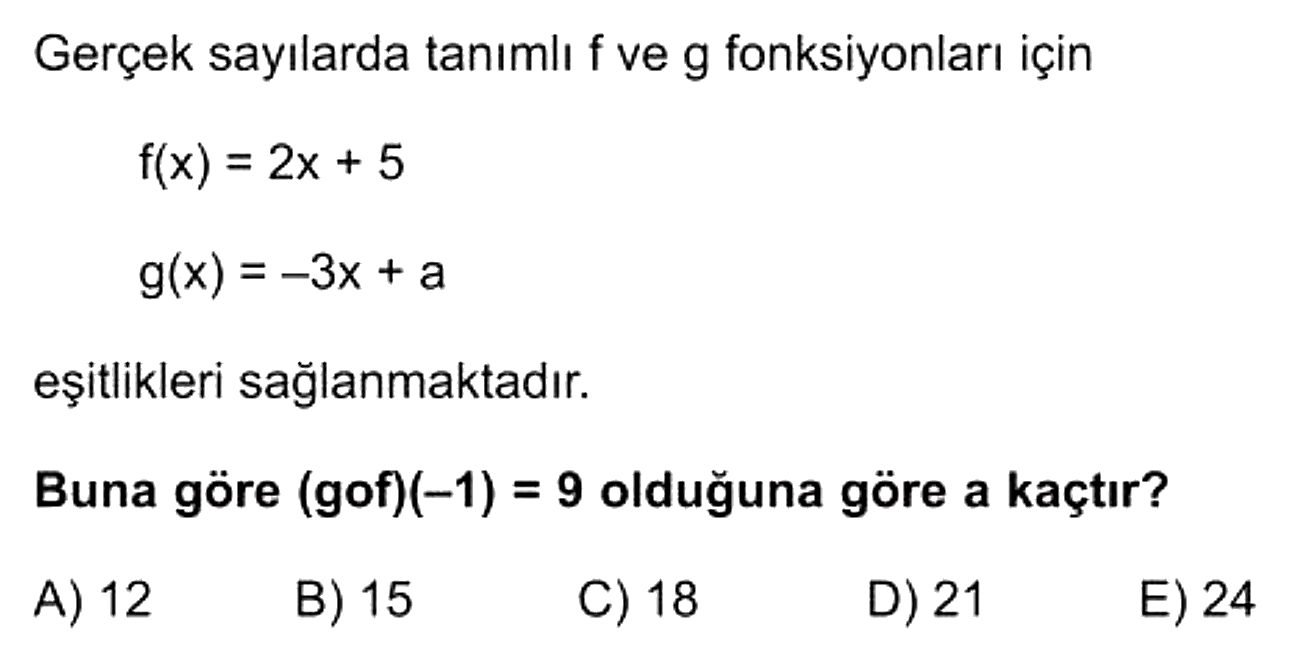 Gerçek sayılarda tanımlı f ve g fonksiyonları için
f(x) = 2x + 5
g(x) = –3x + a
eşitlikleri sağlanmaktadır.
Buna göre (gof)(–1) = 9 olduğuna göre a kaçtır?
A) 12 B) 15 C) 18 D) 21 E) 24